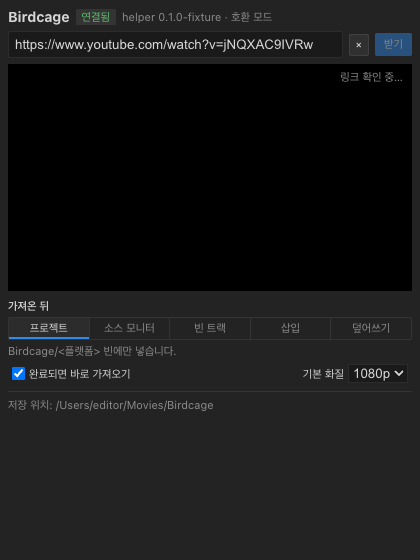 Birdcage 연결됨 helper 0.1.0-fixture · 호환 모드
https://www.youtube.com/watch?v=jNQXAC9IVRw × 받기
링크 확인 중…
가져온 뒤
프로젝트 소스 모니터 빈 트랙 삽입 덮어쓰기
Birdcage/<플랫폼> 빈에만 넣습니다.
완료되면 바로 가져오기 기본 화질 1080p
저장 위치: /Users/editor/Movies/Birdcage